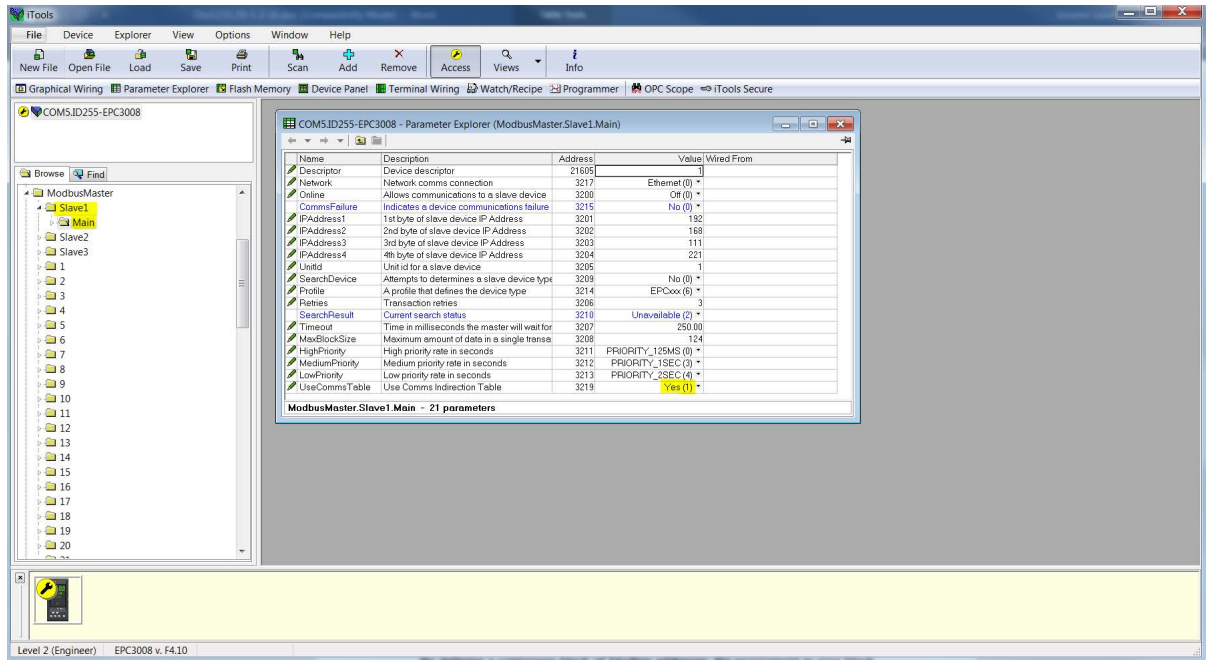 iTools
File Device Explorer View Options Window Help
New File Open File Load Save Print Scan Add Remove Access Views Info
Graphical Wiring Parameter Explorer Flash Memory Device Panel Terminal Wiring Watch/Recipe Programmer OPC Scope iTools Secure
COM5.ID255-EPC3008
Browse Find
ModbusMaster
Slave1
Main
Slave2
Slave3
1
2
3
4
5
6
7
8
9
10
11
12
13
14
15
16
17
18
19
20
COM5.ID255-EPC3008 - Parameter Explorer (ModbusMaster.Slave1.Main)
Name Description Address Value Wired From
Descriptor Device descriptor 21605 1
Network Network comms connection 3217 Ethernet (0)
Online Allows communications to a slave device 3200 Off (0)
CommsFailure Indicates a device communications failure 3215 No (0)
IPAddress1 1st byte of slave device IP Address 3201 192
IPAddress2 2nd byte of slave device IP Address 3202 168
IPAddress3 3rd byte of slave device IP Address 3203 111
IPAddress4 4th byte of slave device IP Address 3204 221
UnitId Unit id for a slave device 3205 1
SearchDevice Attempts to determines a slave device type 3209 No (0)
Profile A profile that defines the device type 3214 EPCxxx (6)
Retries Transaction retries 3206 3
SearchResult Current search status 3210 Unavailable (2)
Timeout Time in milliseconds the master will wait for 3207 250.00
MaxBlockSize Maximum amount of data in a single transa 3208 124
HighPriority High priority rate in seconds 3211 PRIORITY_125MS (0)
MediumPriority Medium priority rate in seconds 3212 PRIORITY_1SEC (3)
LowPriority Low priority rate in seconds 3213 PRIORITY_2SEC (4)
UseCommsTable Use Comms Indirection Table 3219 Yes (1)
ModbusMaster.Slave1.Main - 21 parameters
Level 2 (Engineer) EPC3008 v. F4.10